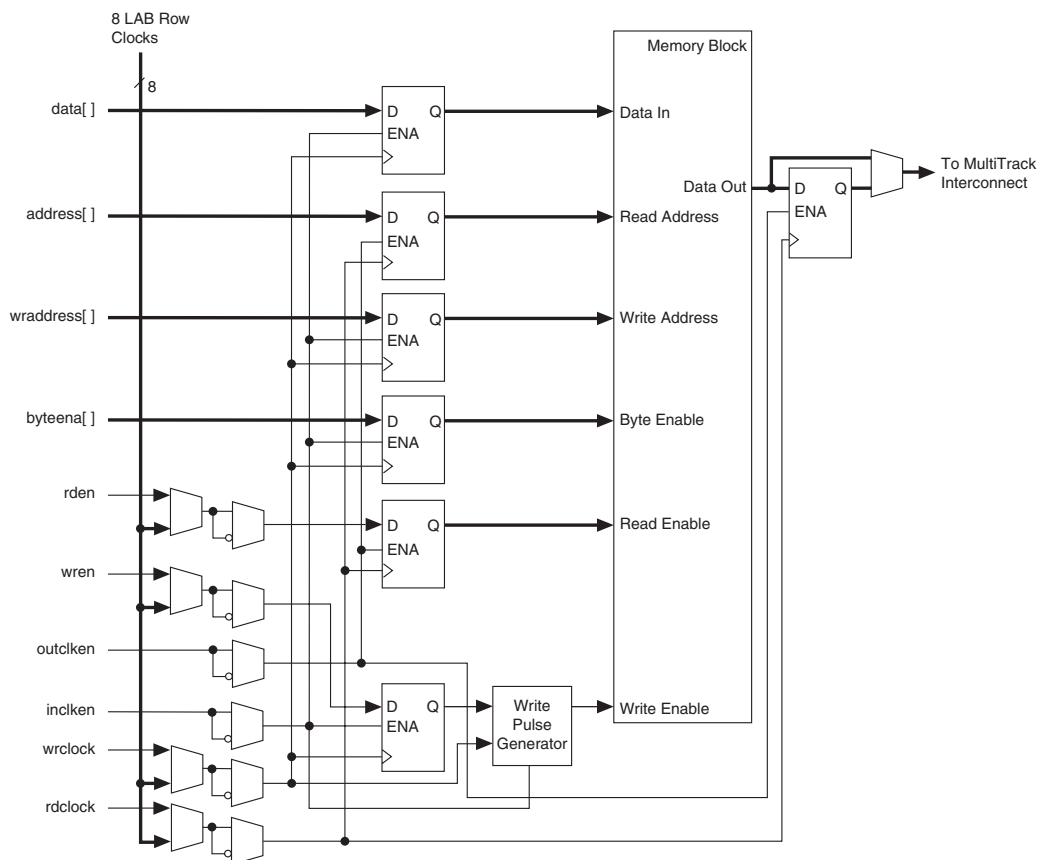 8 LAB Row
Clocks
8
Memory Block
data[ ]
D Q
ENA
Data In
To MultiTrack
Interconnect
Data Out
D Q
ENA
address[ ]
D Q
ENA
Read Address
wraddress[ ]
D Q
ENA
Write Address
byteena[ ]
D Q
ENA
Byte Enable
rden
D Q
ENA
Read Enable
wren
outclken
inclken
D Q
ENA
Write
Pulse
Generator
Write Enable
wrclock
rdclock